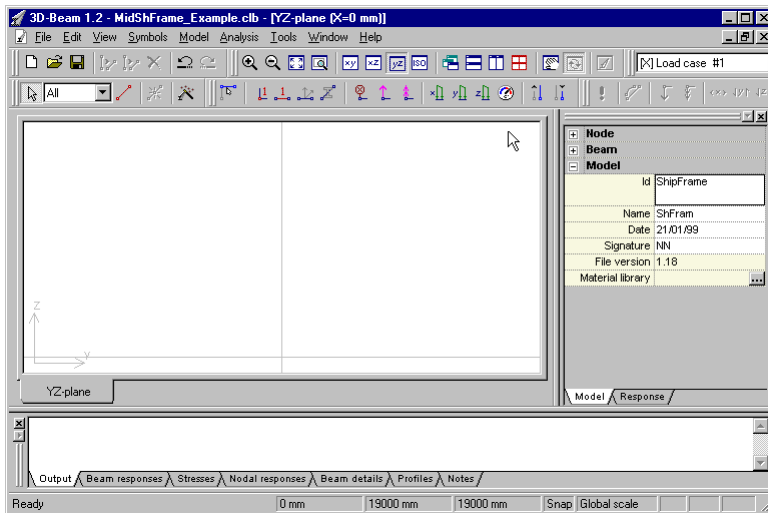 3D-Beam 1.2 - MidShFrame_Example.clb - [YZ-plane (X=0 mm)]
File Edit View Symbols Model Analysis Tools Window Help
xy xz yz ISO [X] Load case #1
All
Node
Beam
Model
Id ShipFrame
Name ShFram
Date 21/01/99
Signature NN
File version 1.18
Material library ...
Z
Y
YZ-plane
Model Response
Output Beam responses Stresses Nodal responses Beam details Profiles Notes
Ready 0 mm 19000 mm 19000 mm Snap Global scale